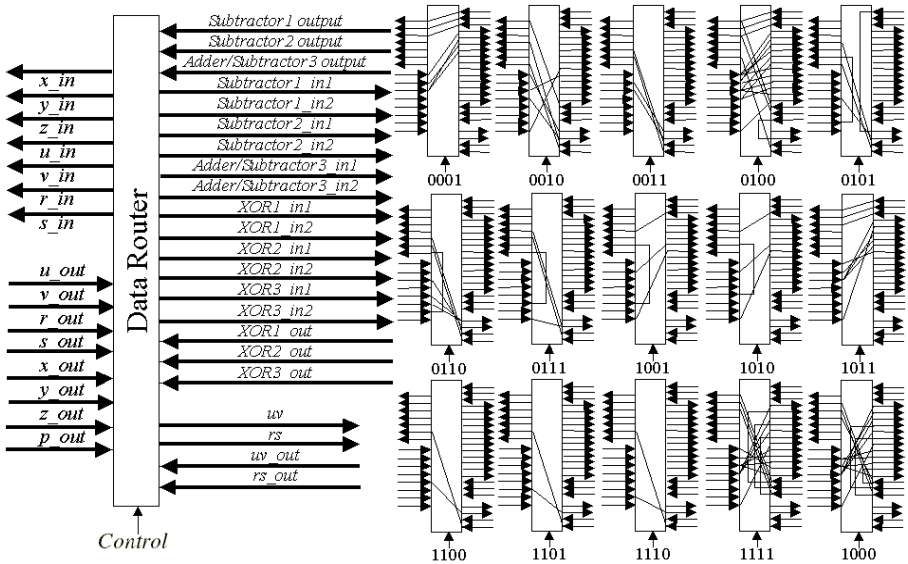 Subtractor1 output
Subtractor2 output
Adder/Subtractor3 output
Subtractor1_in1
Subtractor1_in2
Subtractor2_in1
Subtractor2_in2
Adder/Subtractor3_in1
Adder/Subtractor3_in2
XOR1_in1
XOR1_in2
XOR2_in1
XOR2_in2
XOR3_in1
XOR3_in2
XOR1_out
XOR2_out
XOR3_out
uv
rs
uv_out
rs_out
x_in
y_in
z_in
u_in
v_in
r_in
s_in
u_out
v_out
r_out
s_out
x_out
y_out
z_out
p_out
Data Router
Control
0001 0010 0011 0100 0101
0110 0111 1001 1010 1011
1100 1101 1110 1111 1000